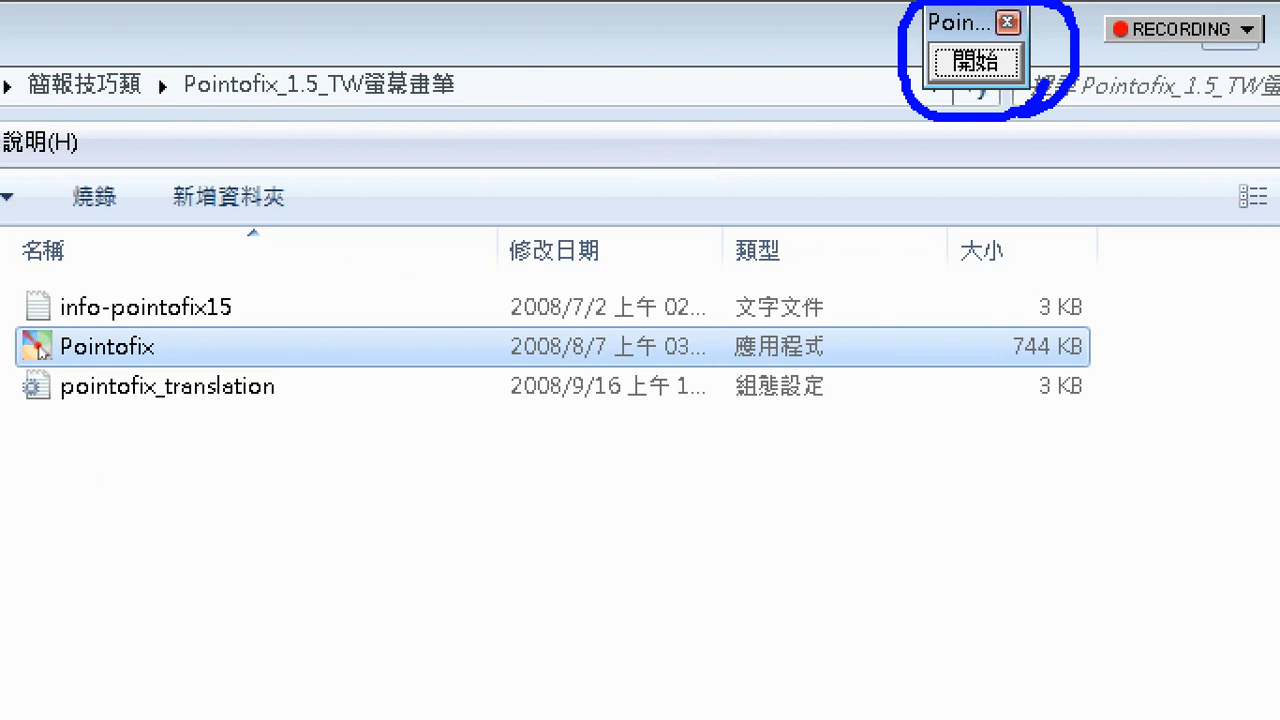 Poin...
開始
RECORDING
簡報技巧類 Pointofix_1.5_TW螢幕畫筆
Pointofix_1.5_TW螢
說明(H)
燒錄 新增資料夾
名稱 修改日期 類型 大小
info-pointofix15 2008/7/2 上午 02... 文字文件 3 KB
Pointofix 2008/8/7 上午 03... 應用程式 744 KB
pointofix_translation 2008/9/16 上午 1... 組態設定 3 KB